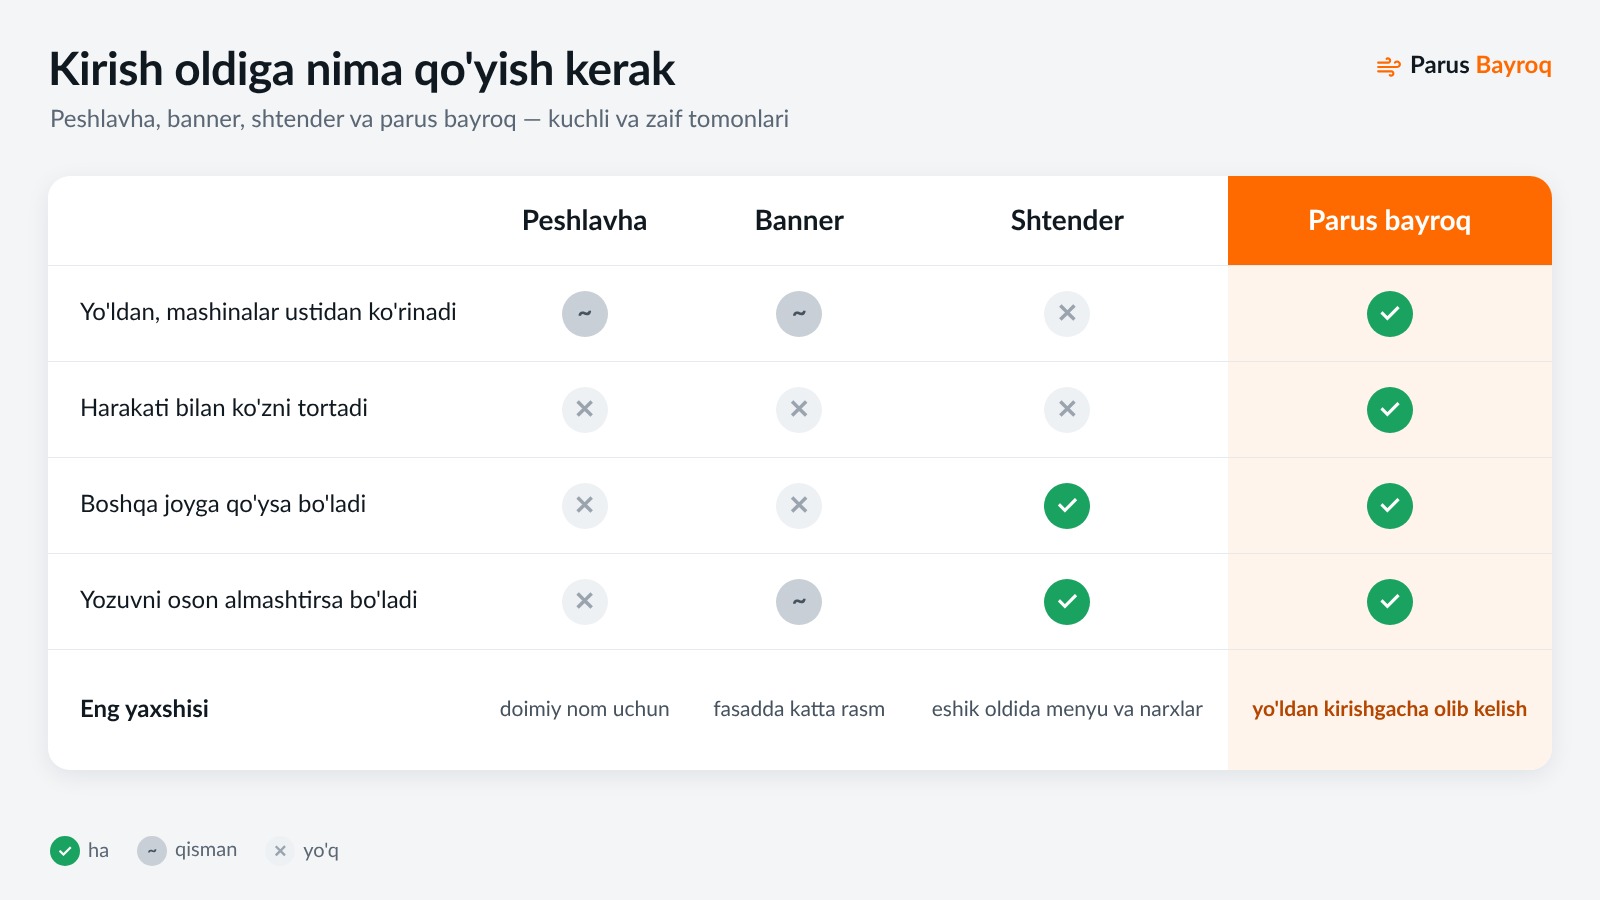 Kirish oldiga nima qo'yish kerak
Parus Bayroq
Peshlavha, banner, shtender va parus bayroq — kuchli va zaif tomonlari
Peshlavha Banner Shtender Parus bayroq
Yo'ldan, mashinalar ustidan ko'rinadi ~ ~ ✕ ✓
Harakati bilan ko'zni tortadi ✕ ✕ ✕ ✓
Boshqa joyga qo'ysa bo'ladi ✕ ✕ ✓ ✓
Yozuvni oson almashtirsa bo'ladi ✕ ~ ✓ ✓
Eng yaxshisi doimiy nom uchun fasadda katta rasm eshik oldida menyu va narxlar yo'ldan kirishgacha olib kelish
✓ ha ~ qisman ✕ yo'q